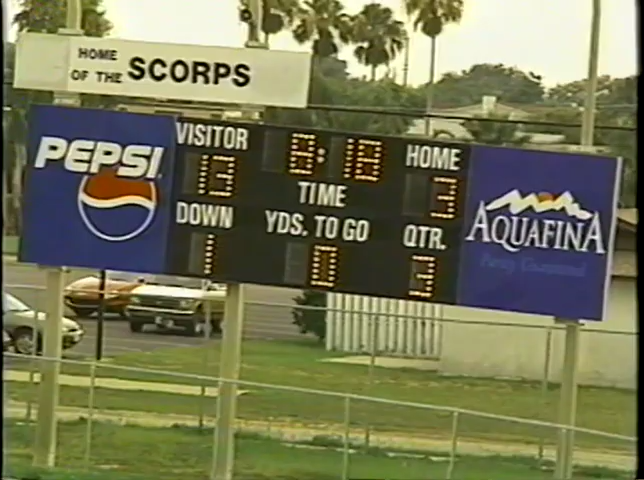 HOME
OF THE SCORPS
PEPSI
VISITOR
13
8:18
TIME
HOME
3
DOWN
1
YDS. TO GO
0
QTR.
3
AQUAFINA